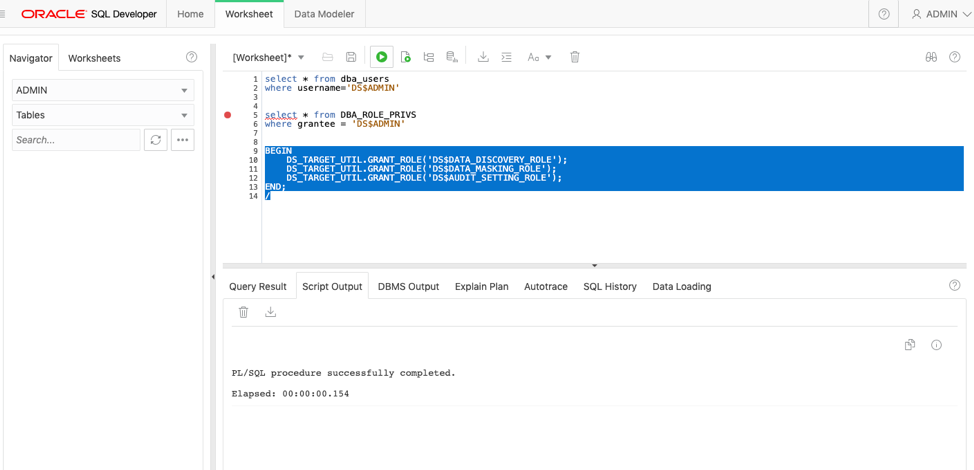 ORACLE SQL Developer
Home
Worksheet
Data Modeler
ADMIN
Navigator
Worksheets
ADMIN
Tables
Search...
[Worksheet]*
Aa
1 select * from dba_users
2 where username='DS$ADMIN'
3
4
5 select * from DBA_ROLE_PRIVS
6 where grantee = 'DS$ADMIN'
7
8
9 BEGIN
10 DS_TARGET_UTIL.GRANT_ROLE('DS$DATA_DISCOVERY_ROLE');
11 DS_TARGET_UTIL.GRANT_ROLE('DS$DATA_MASKING_ROLE');
12 DS_TARGET_UTIL.GRANT_ROLE('DS$AUDIT_SETTING_ROLE');
13 END;
14 /
Query Result
Script Output
DBMS Output
Explain Plan
Autotrace
SQL History
Data Loading
PL/SQL procedure successfully completed.
Elapsed: 00:00:00.154